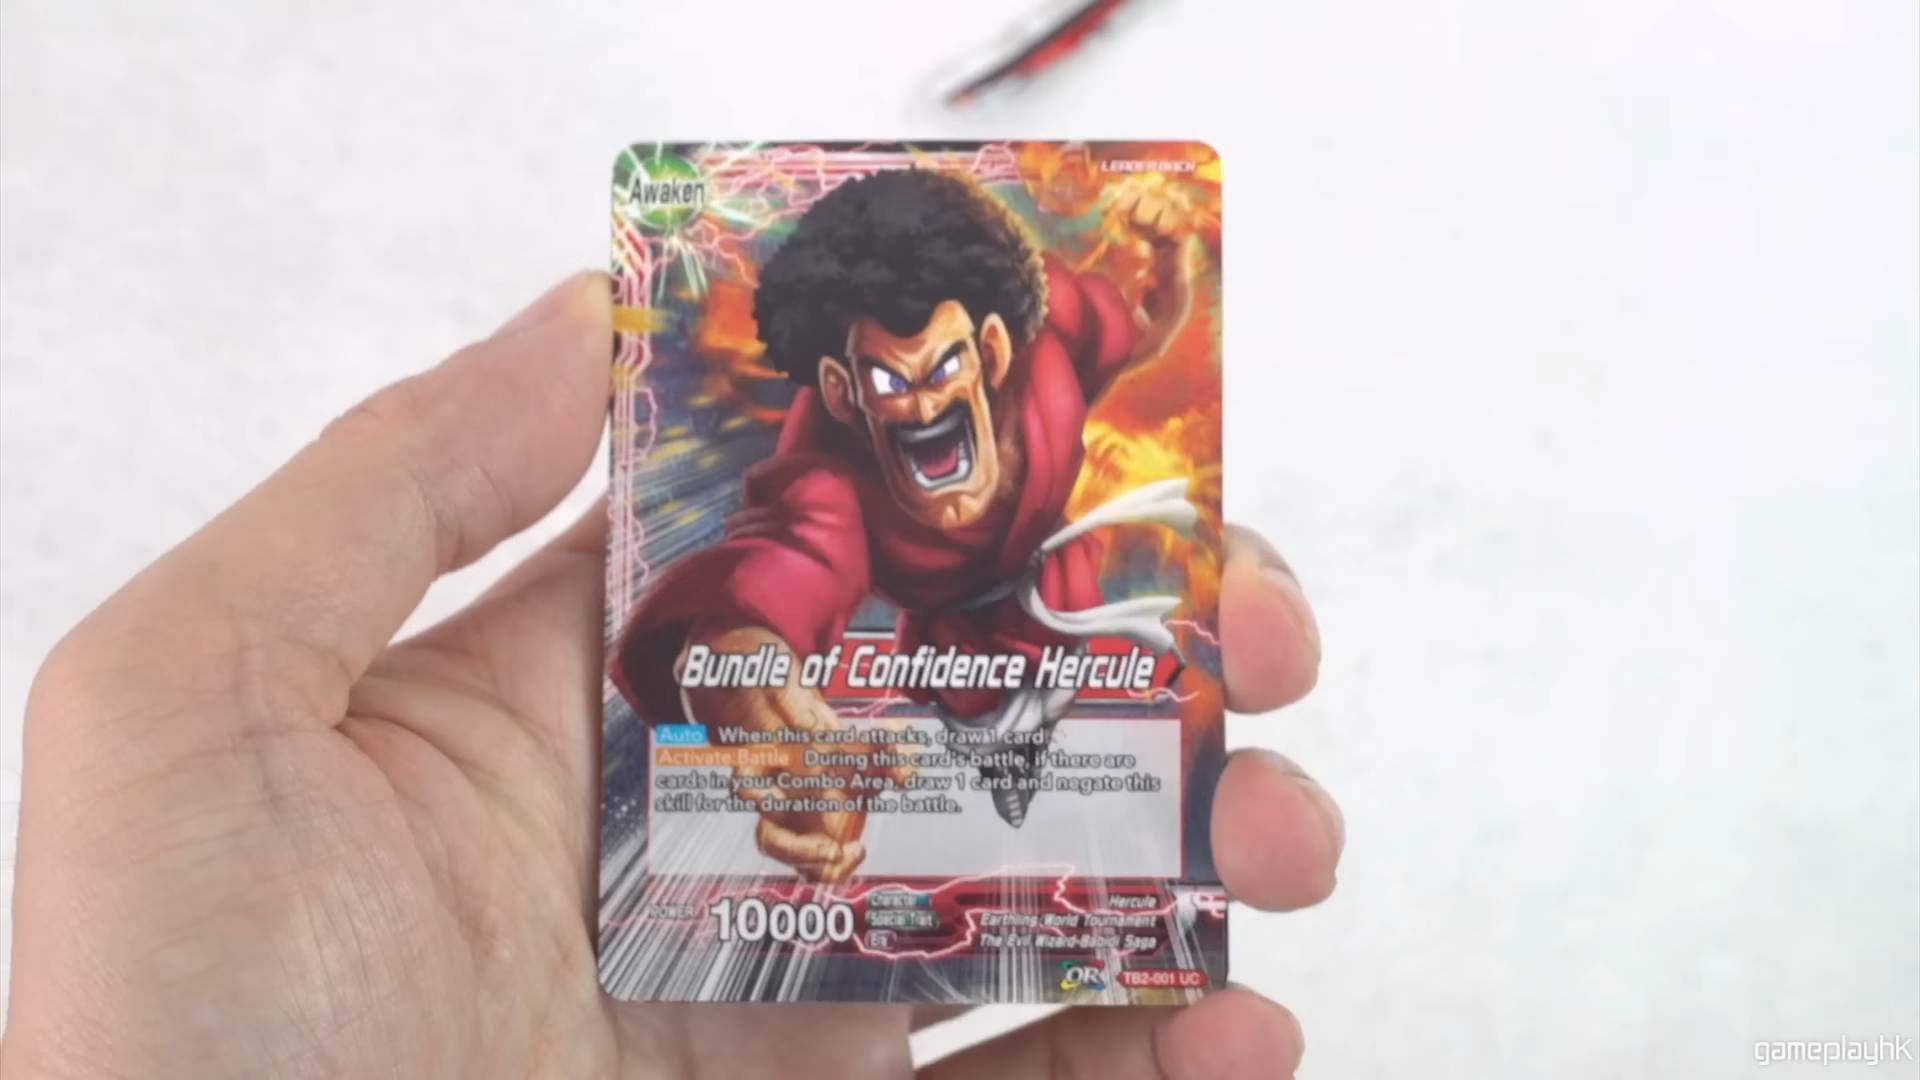 Awaken
LEADER BACK
Bundle of Confidence Hercule
Auto When this card attacks, draw 1 card.
Activate:Battle During this card's battle, if there are
cards in your Combo Area, draw 1 card and negate this
skill for the duration of the battle.
POWER 10000
Character Hercule
Special Trait Earthling/World Tournament
Era The Evil Wizard Babidi Saga
QR TB2-001 UC
gameplayhk